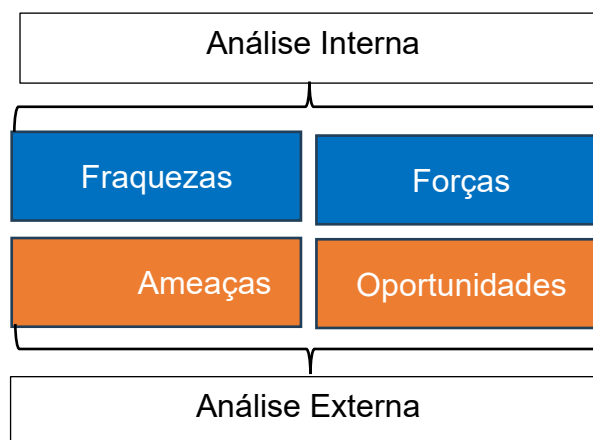 Análise Interna
Fraquezas
Forças
Ameaças
Oportunidades
Análise Externa